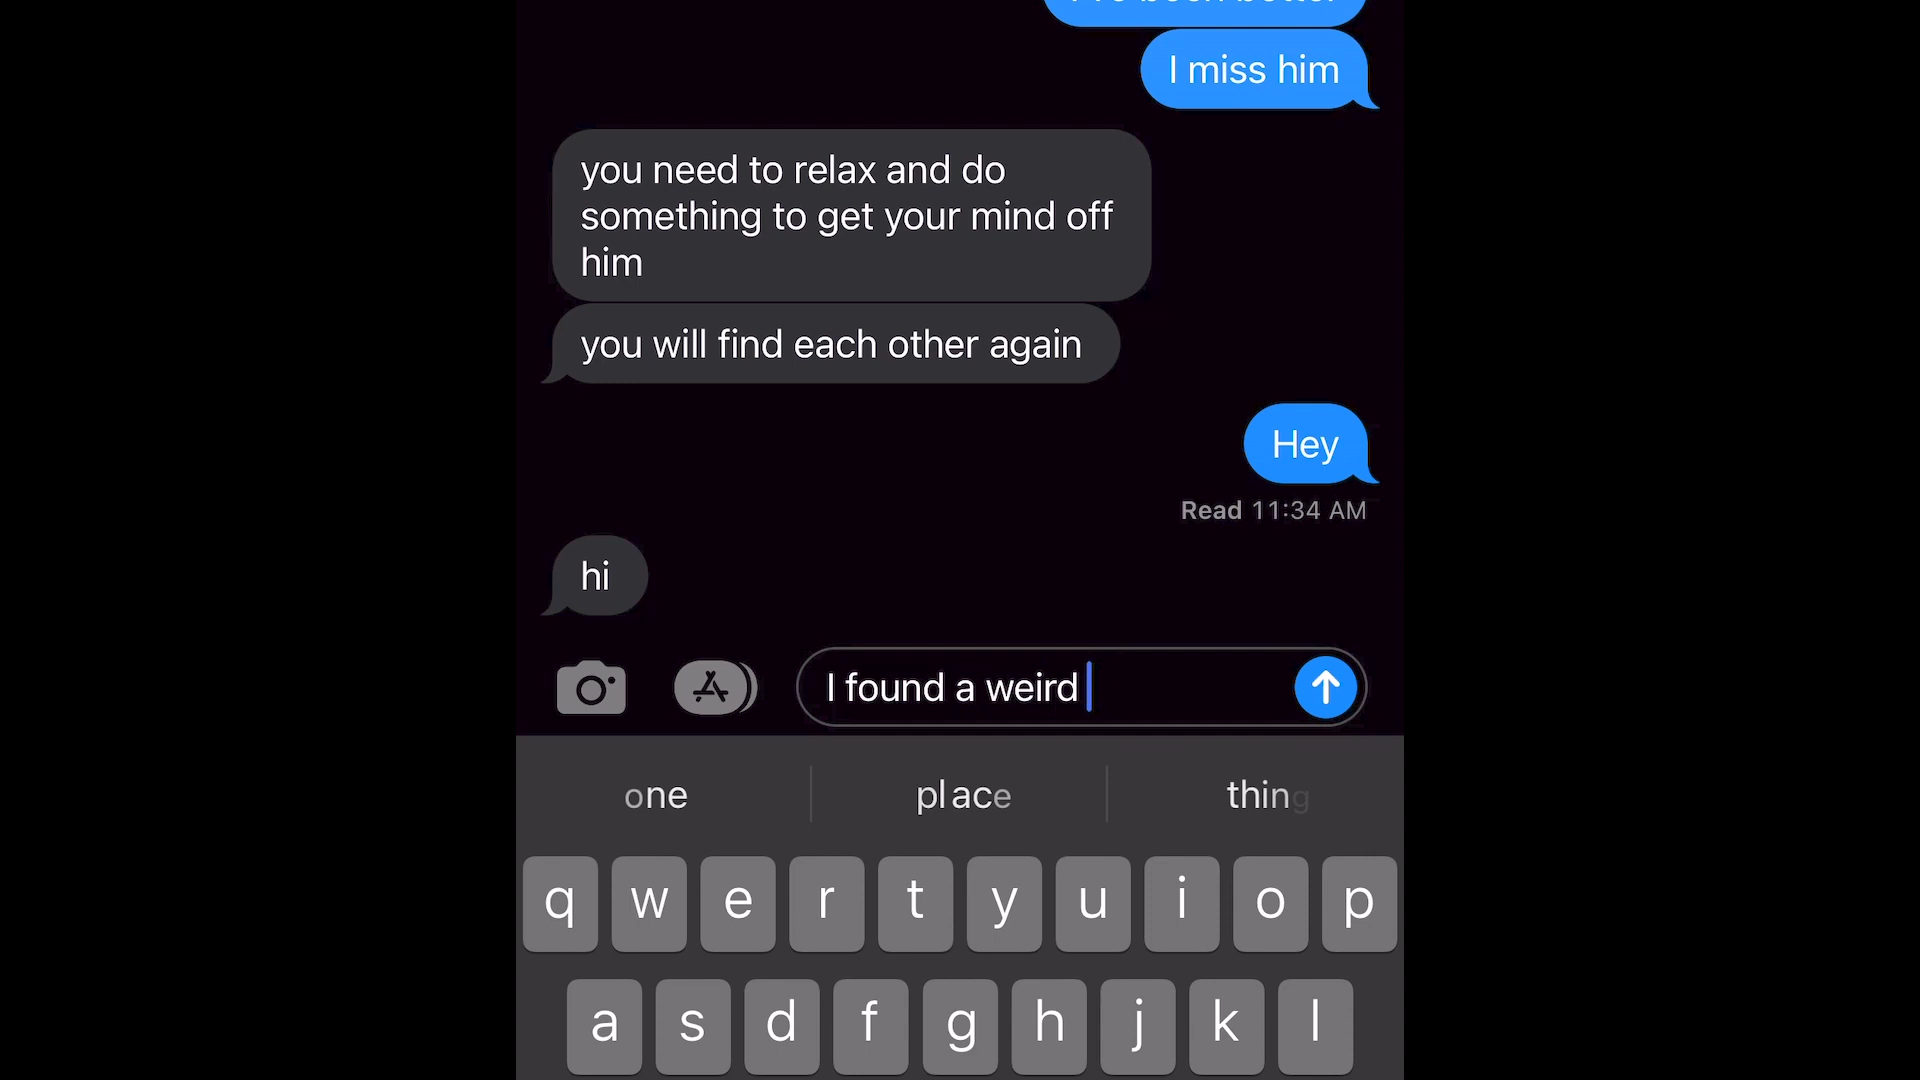 I miss him
you need to relax and do
something to get your mind off
him
you will find each other again
Hey
Read 11:34 AM
hi
I found a weird
one place thing
q w e r t y u i o p
a s d f g h j k l